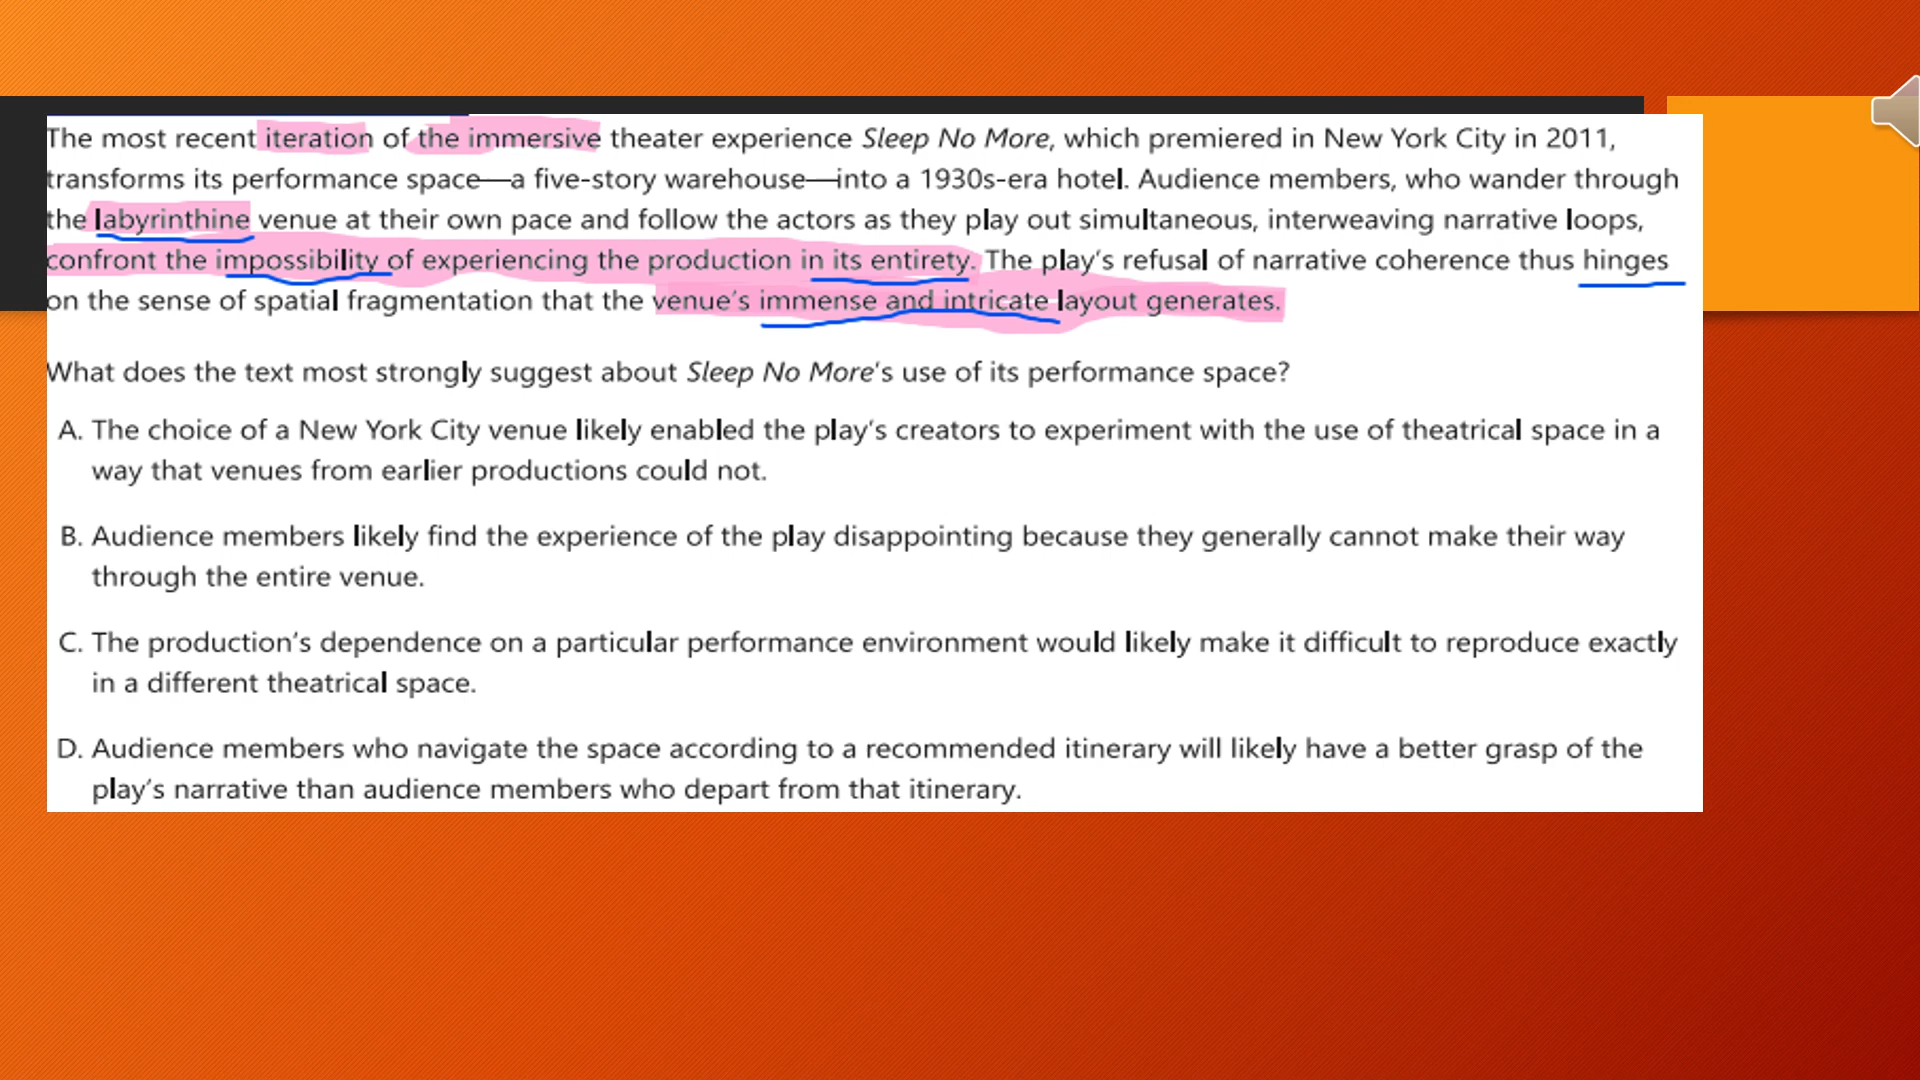 The most recent iteration of the immersive theater experience Sleep No More, which premiered in New York City in 2011,
transforms its performance space—a five-story warehouse—into a 1930s-era hotel. Audience members, who wander through
the labyrinthine venue at their own pace and follow the actors as they play out simultaneous, interweaving narrative loops,
confront the impossibility of experiencing the production in its entirety. The play's refusal of narrative coherence thus hinges
on the sense of spatial fragmentation that the venue's immense and intricate layout generates.
What does the text most strongly suggest about Sleep No More's use of its performance space?
A. The choice of a New York City venue likely enabled the play's creators to experiment with the use of theatrical space in a
way that venues from earlier productions could not.
B. Audience members likely find the experience of the play disappointing because they generally cannot make their way
through the entire venue.
C. The production's dependence on a particular performance environment would likely make it difficult to reproduce exactly
in a different theatrical space.
D. Audience members who navigate the space according to a recommended itinerary will likely have a better grasp of the
play's narrative than audience members who depart from that itinerary.